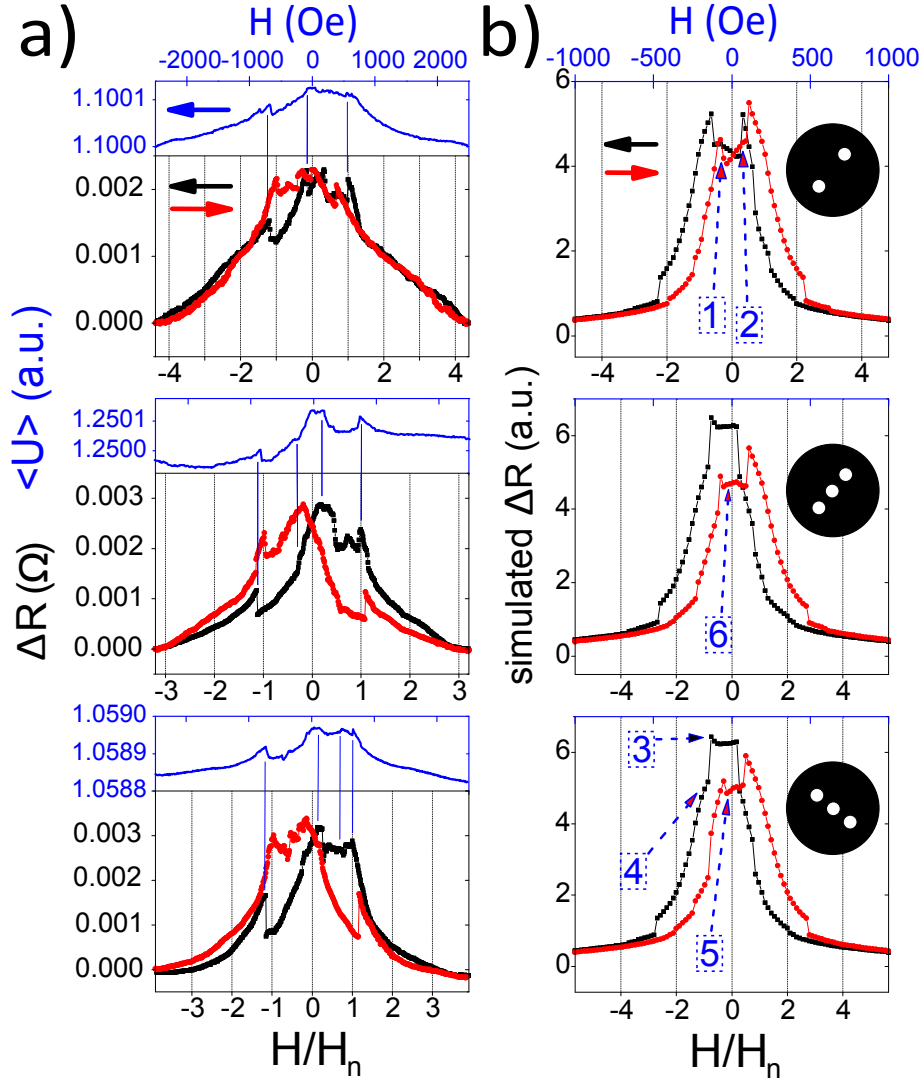 a)
H (Oe)
-2000 -1000 0 1000 2000
1.1001
1.1000
0.002
0.001
0.000
-4 -2 0 2 4
<U> (a.u.)
1.2501
1.2500
ΔR (Ω)
0.003
0.002
0.001
0.000
-3 -2 -1 0 1 2 3
1.0590
1.0589
1.0588
0.003
0.002
0.001
0.000
-3 -2 -1 0 1 2 3
H/Hn
b)
H (Oe)
-1000 -500 0 500 1000
6
4
2
0
1 2
-4 -2 0 2 4
simulated ΔR (a.u.)
6
4
2
0
6
-4 -2 0 2 4
6
4
2
0
3
4
5
-4 -2 0 2 4
H/Hn